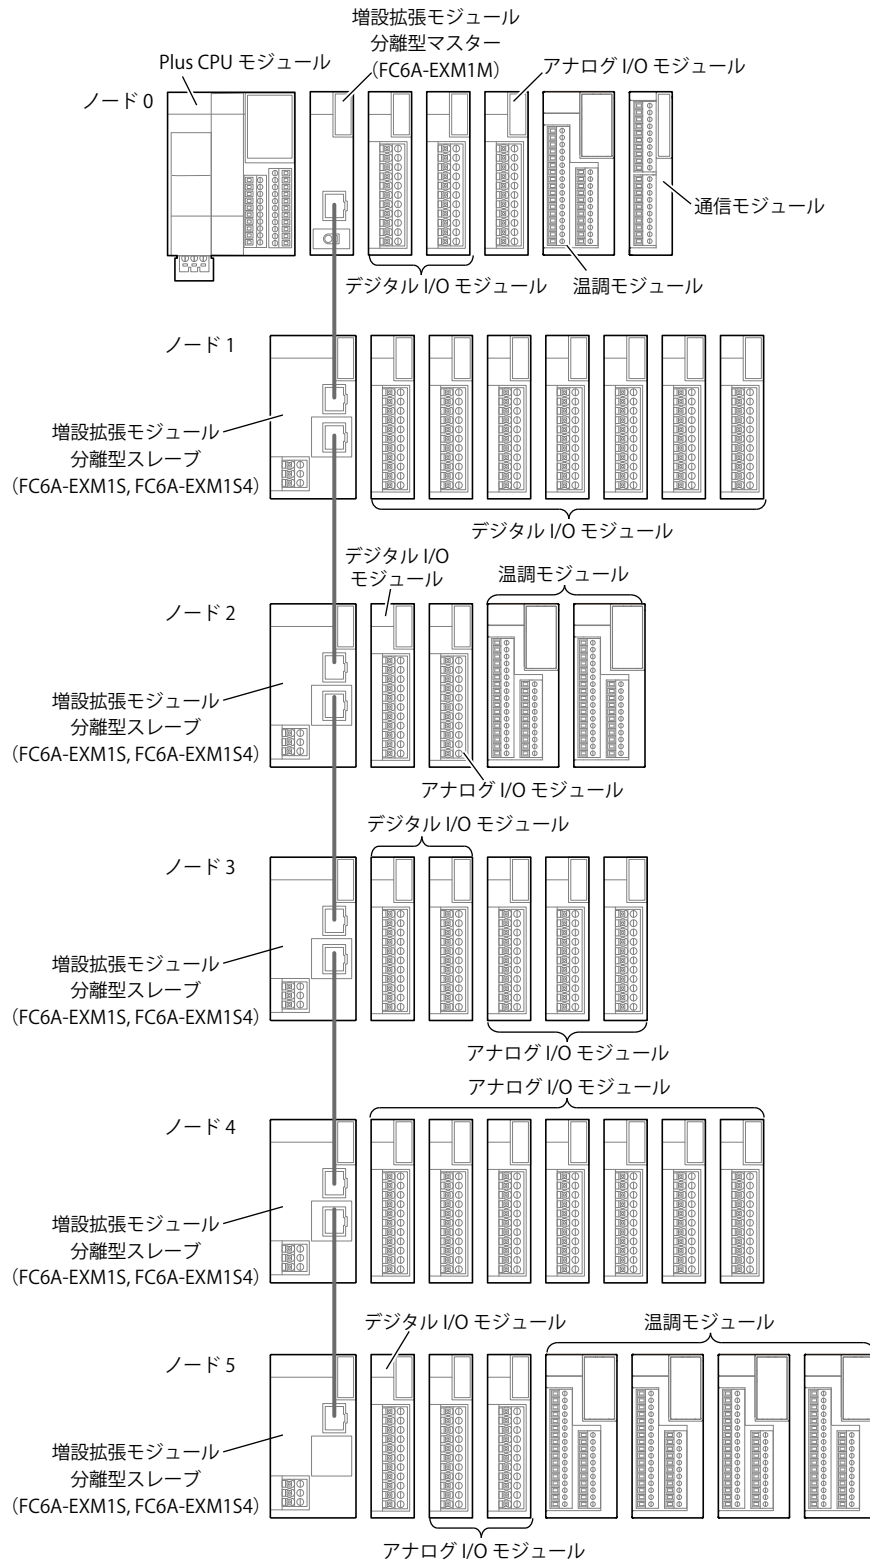 増設拡張モジュール
分離型マスター
（FC6A-EXM1M）
Plus CPU モジュール
アナログ I/O モジュール
ノード 0
通信モジュール
デジタル I/O モジュール
温調モジュール
ノード 1
増設拡張モジュール
分離型スレーブ
（FC6A-EXM1S, FC6A-EXM1S4）
デジタル I/O モジュール
デジタル I/O
モジュール
温調モジュール
ノード 2
増設拡張モジュール
分離型スレーブ
（FC6A-EXM1S, FC6A-EXM1S4）
アナログ I/O モジュール
デジタル I/O モジュール
ノード 3
増設拡張モジュール
分離型スレーブ
（FC6A-EXM1S, FC6A-EXM1S4）
アナログ I/O モジュール
アナログ I/O モジュール
ノード 4
増設拡張モジュール
分離型スレーブ
（FC6A-EXM1S, FC6A-EXM1S4）
デジタル I/O モジュール
温調モジュール
ノード 5
増設拡張モジュール
分離型スレーブ
（FC6A-EXM1S, FC6A-EXM1S4）
アナログ I/O モジュール